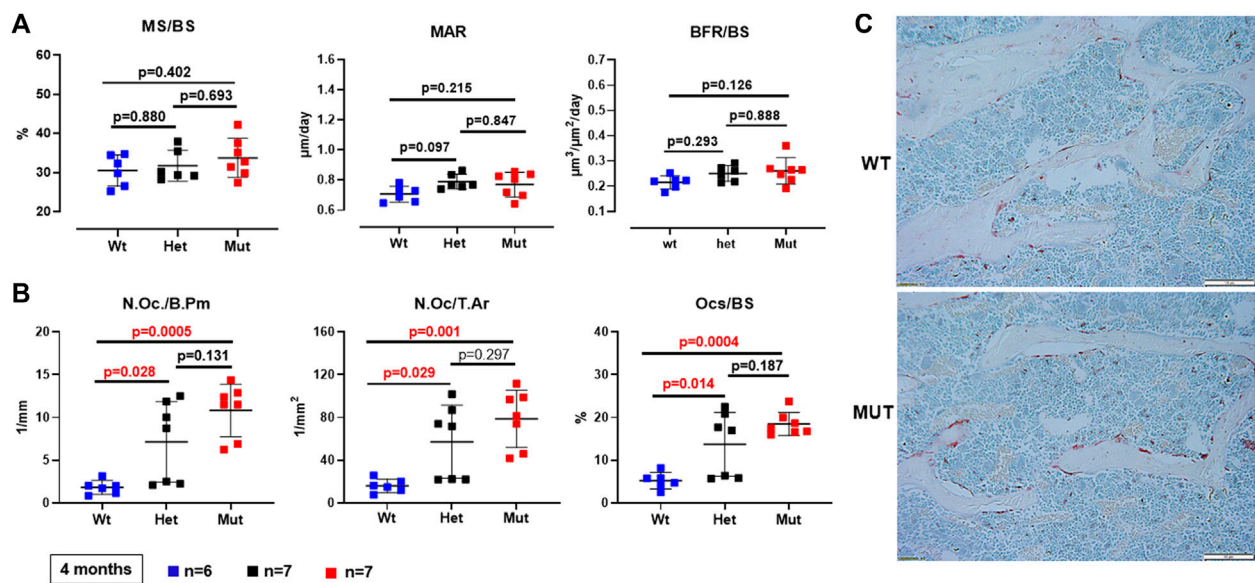 A
MS/BS
MAR
BFR/BS
C
%
60
50
40
30
20
p=0.402
p=0.693
p=0.880
Wt Het Mut
µm/day
1.6
1.4
1.2
1.0
0.8
0.6
p=0.215
p=0.847
p=0.097
Wt Het Mut
µm³/µm²/day
0.7
0.6
0.5
0.4
0.3
0.2
0.1
p=0.126
p=0.888
p=0.293
wt het Mut
WT
B
N.Oc./B.Pm
N.Oc/T.Ar
Ocs/BS
1/mm
20
15
10
5
0
p=0.0005
p=0.131
p=0.028
Wt Het Mut
1/mm²
160
120
80
40
0
p=0.001
p=0.297
p=0.029
Wt Het Mut
%
40
30
20
10
0
p=0.0004
p=0.187
p=0.014
Wt Het Mut
MUT
4 months n=6 n=7 n=7